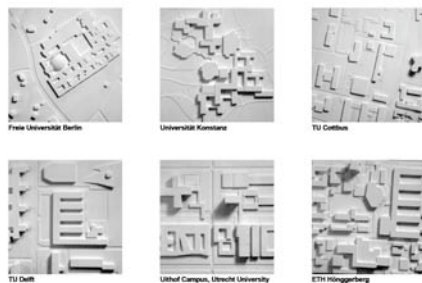 Freie Universität Berlin
Universität Konstanz
TU Cottbus
TU Delft
Uithof Campus, Utrecht University
ETH Hönggerberg